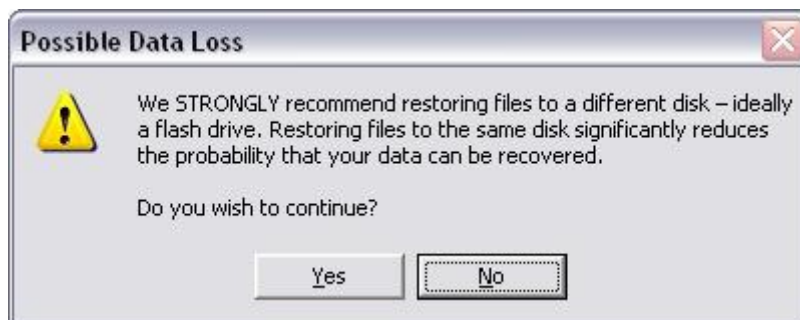 Possible Data Loss
We STRONGLY recommend restoring files to a different disk – ideally
a flash drive. Restoring files to the same disk significantly reduces
the probability that your data can be recovered.
Do you wish to continue?
Yes
No